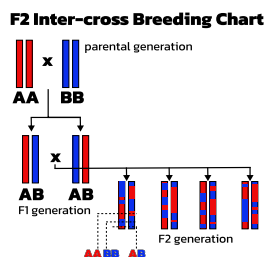 F2 Inter-cross Breeding Chart
parental generation
x
AA BB
x
AB AB
F1 generation
F2 generation
AA BB AB